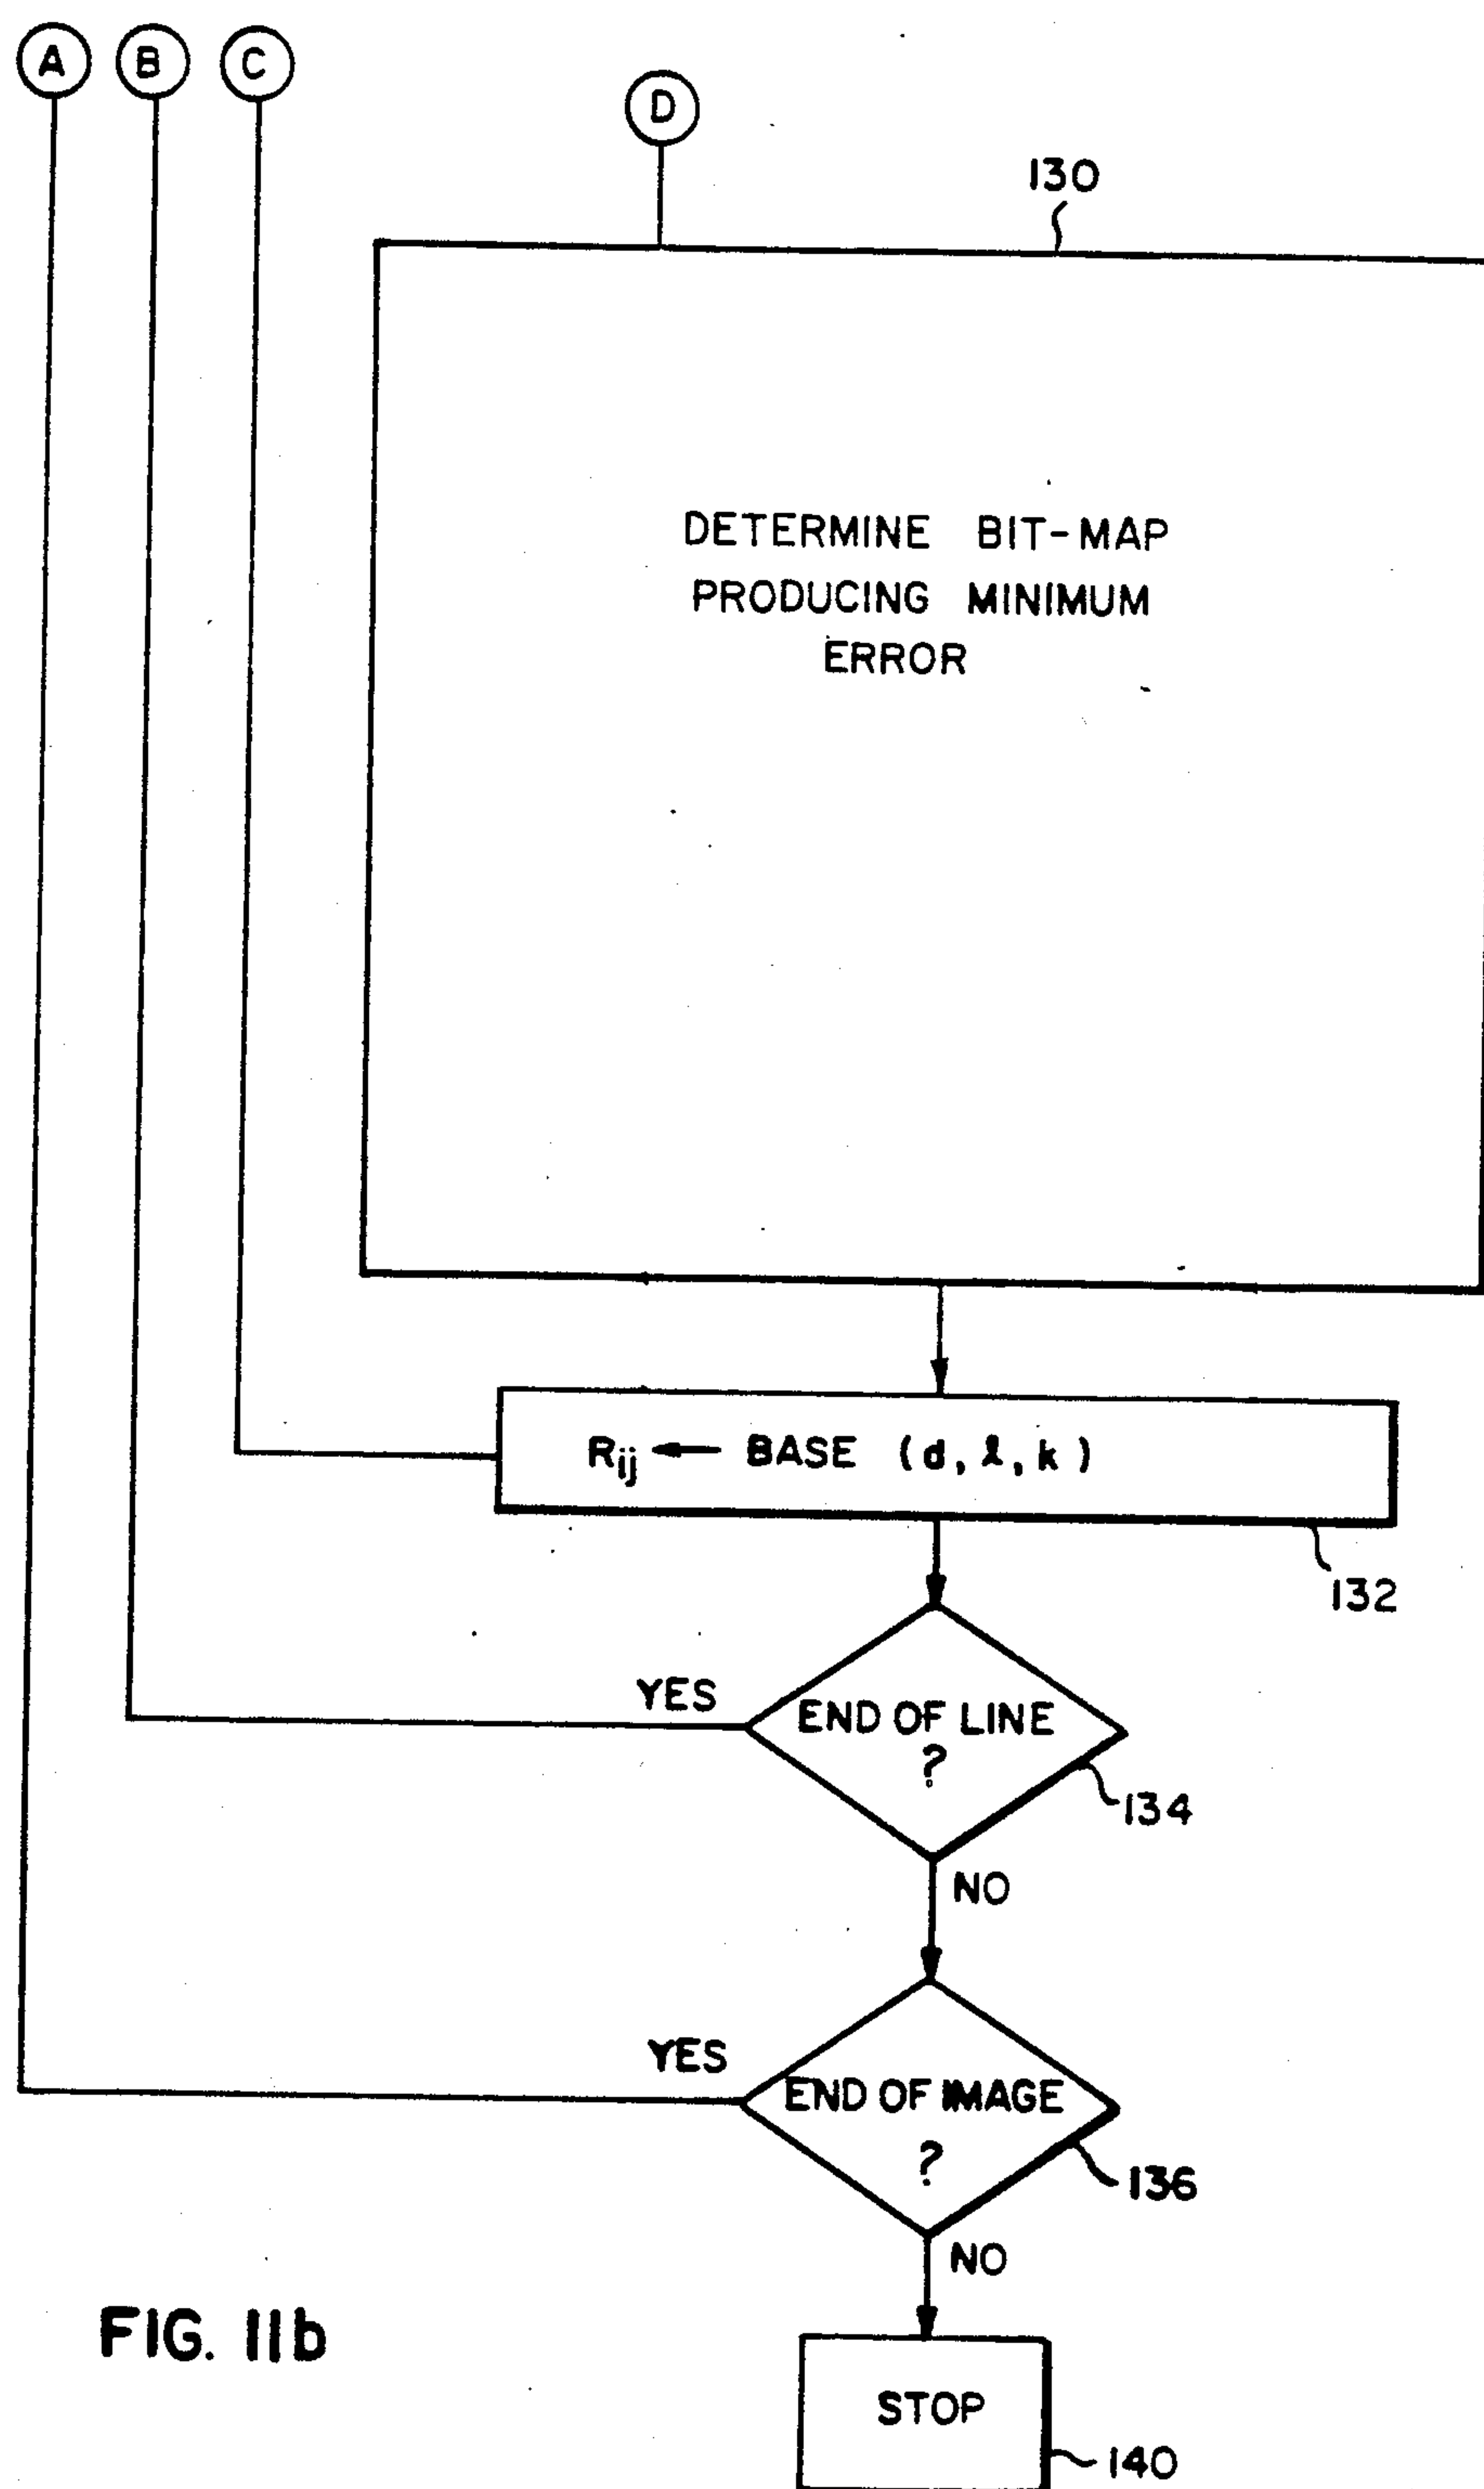 A B C
D
130
DETERMINE BIT-MAP
PRODUCING MINIMUM
ERROR
Rij ← BASE (d, l, k)
132
YES
END OF LINE
?
134
NO
YES
END OF IMAGE
?
136
NO
FIG. 11b
STOP
140